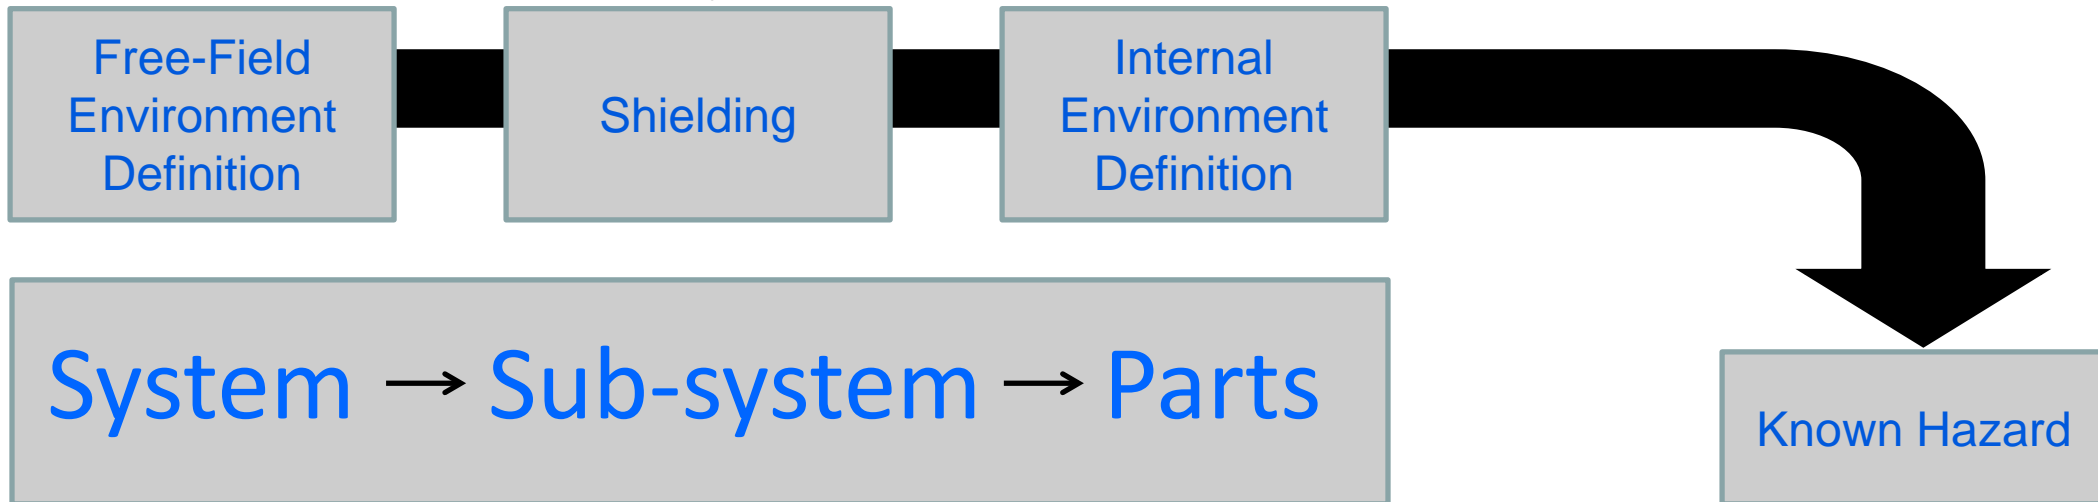 Free-Field
Environment
Definition
Shielding
Internal
Environment
Definition
System → Sub-system → Parts
Known Hazard